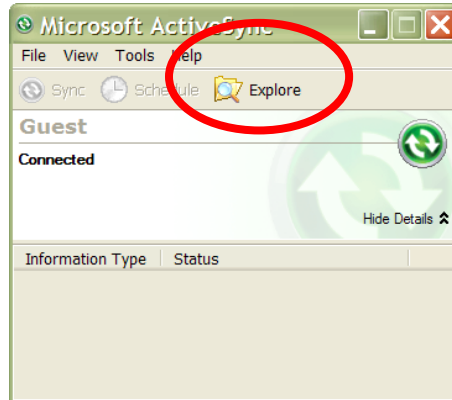 Microsoft ActiveSync
File View Tools Help
Sync Schedule Explore
Guest
Connected
Hide Details
Information Type Status